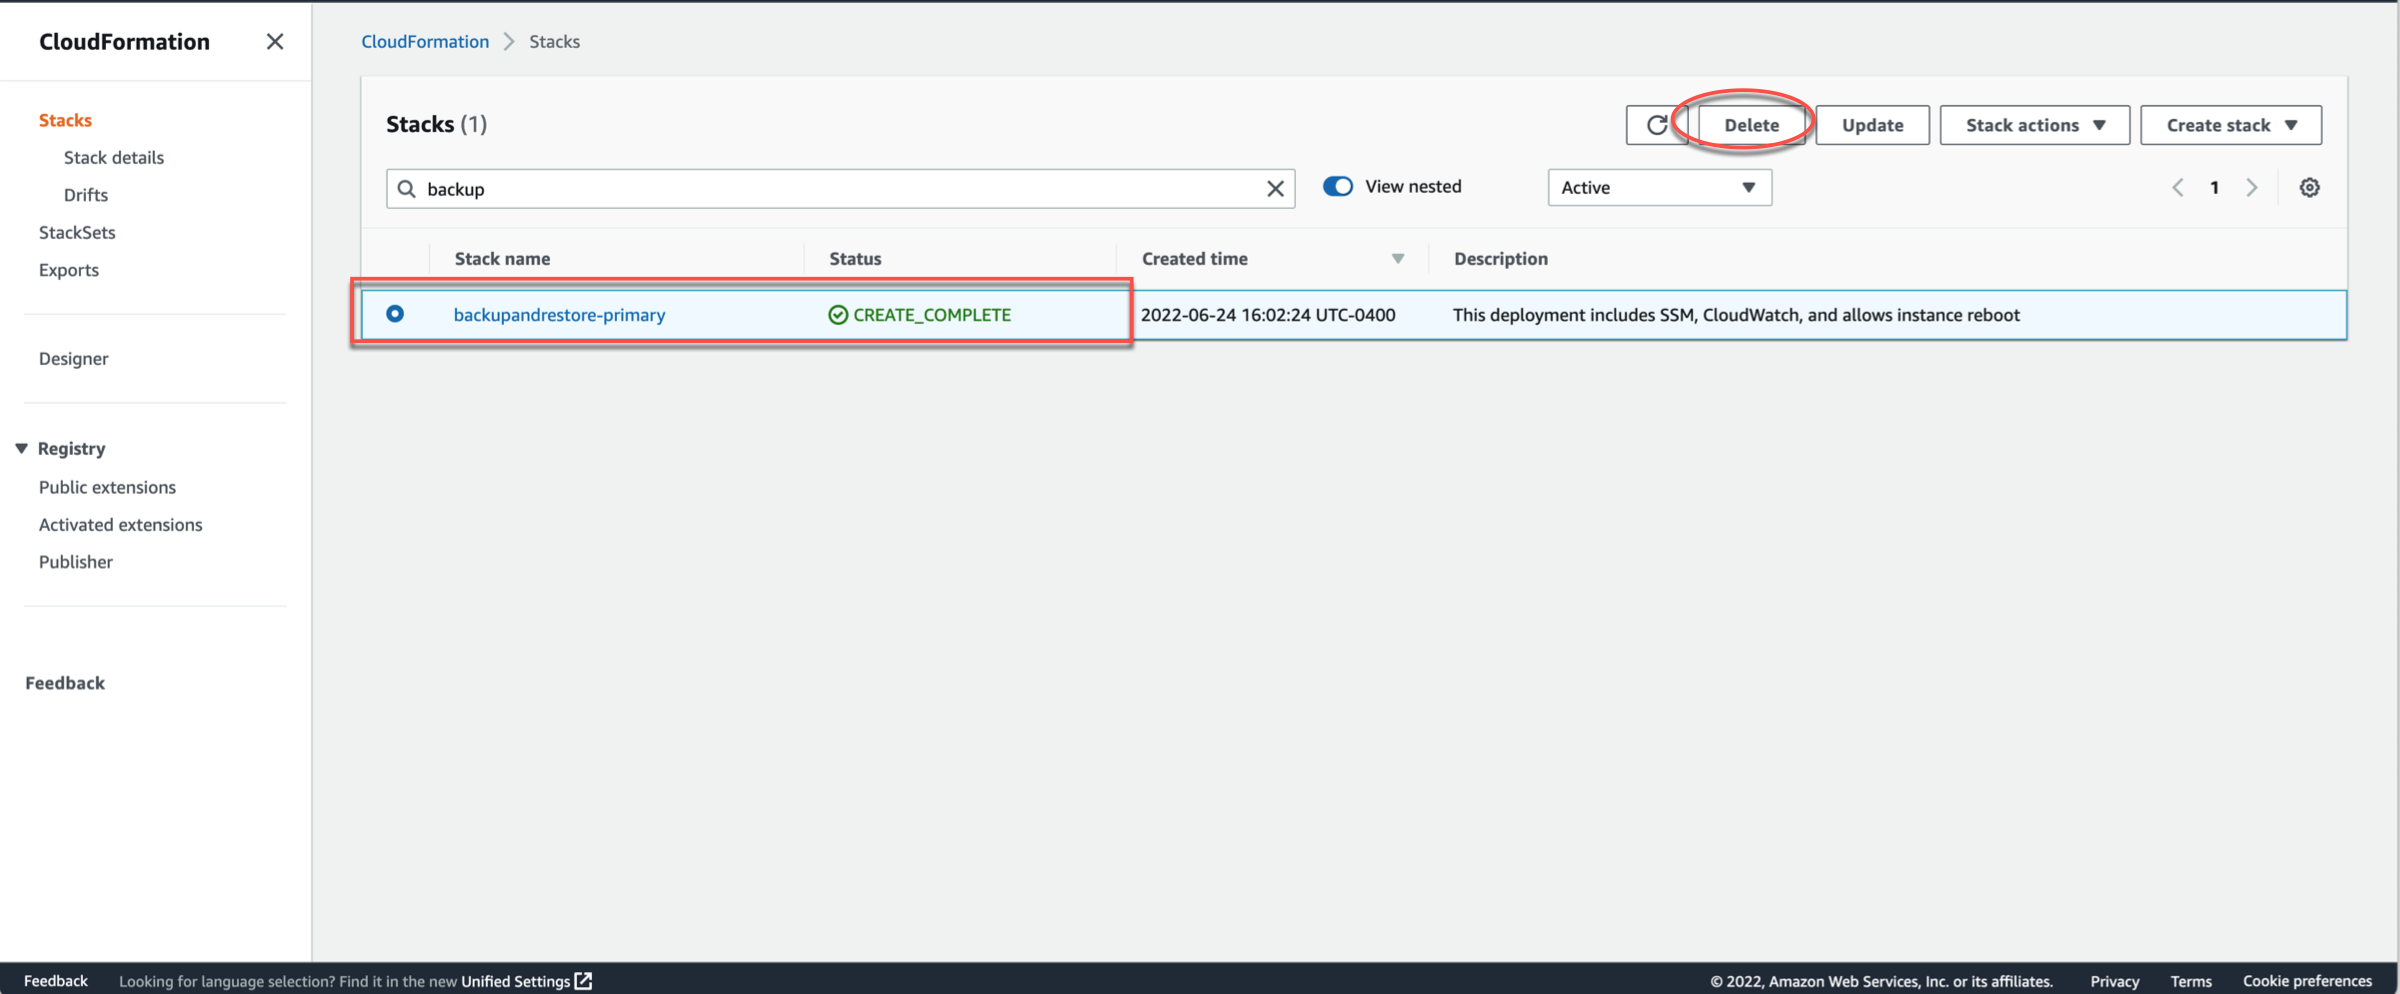 CloudFormation
Stacks
Stack details
Drifts
StackSets
Exports
Designer
Registry
Public extensions
Activated extensions
Publisher
Feedback
CloudFormation Stacks
Stacks (1)
Delete Update Stack actions Create stack
backup View nested Active 1
Stack name Status Created time Description
backupandrestore-primary CREATE_COMPLETE 2022-06-24 16:02:24 UTC-0400 This deployment includes SSM, CloudWatch, and allows instance reboot
Feedback Looking for language selection? Find it in the new Unified Settings © 2022, Amazon Web Services, Inc. or its affiliates. Privacy Terms Cookie preferences